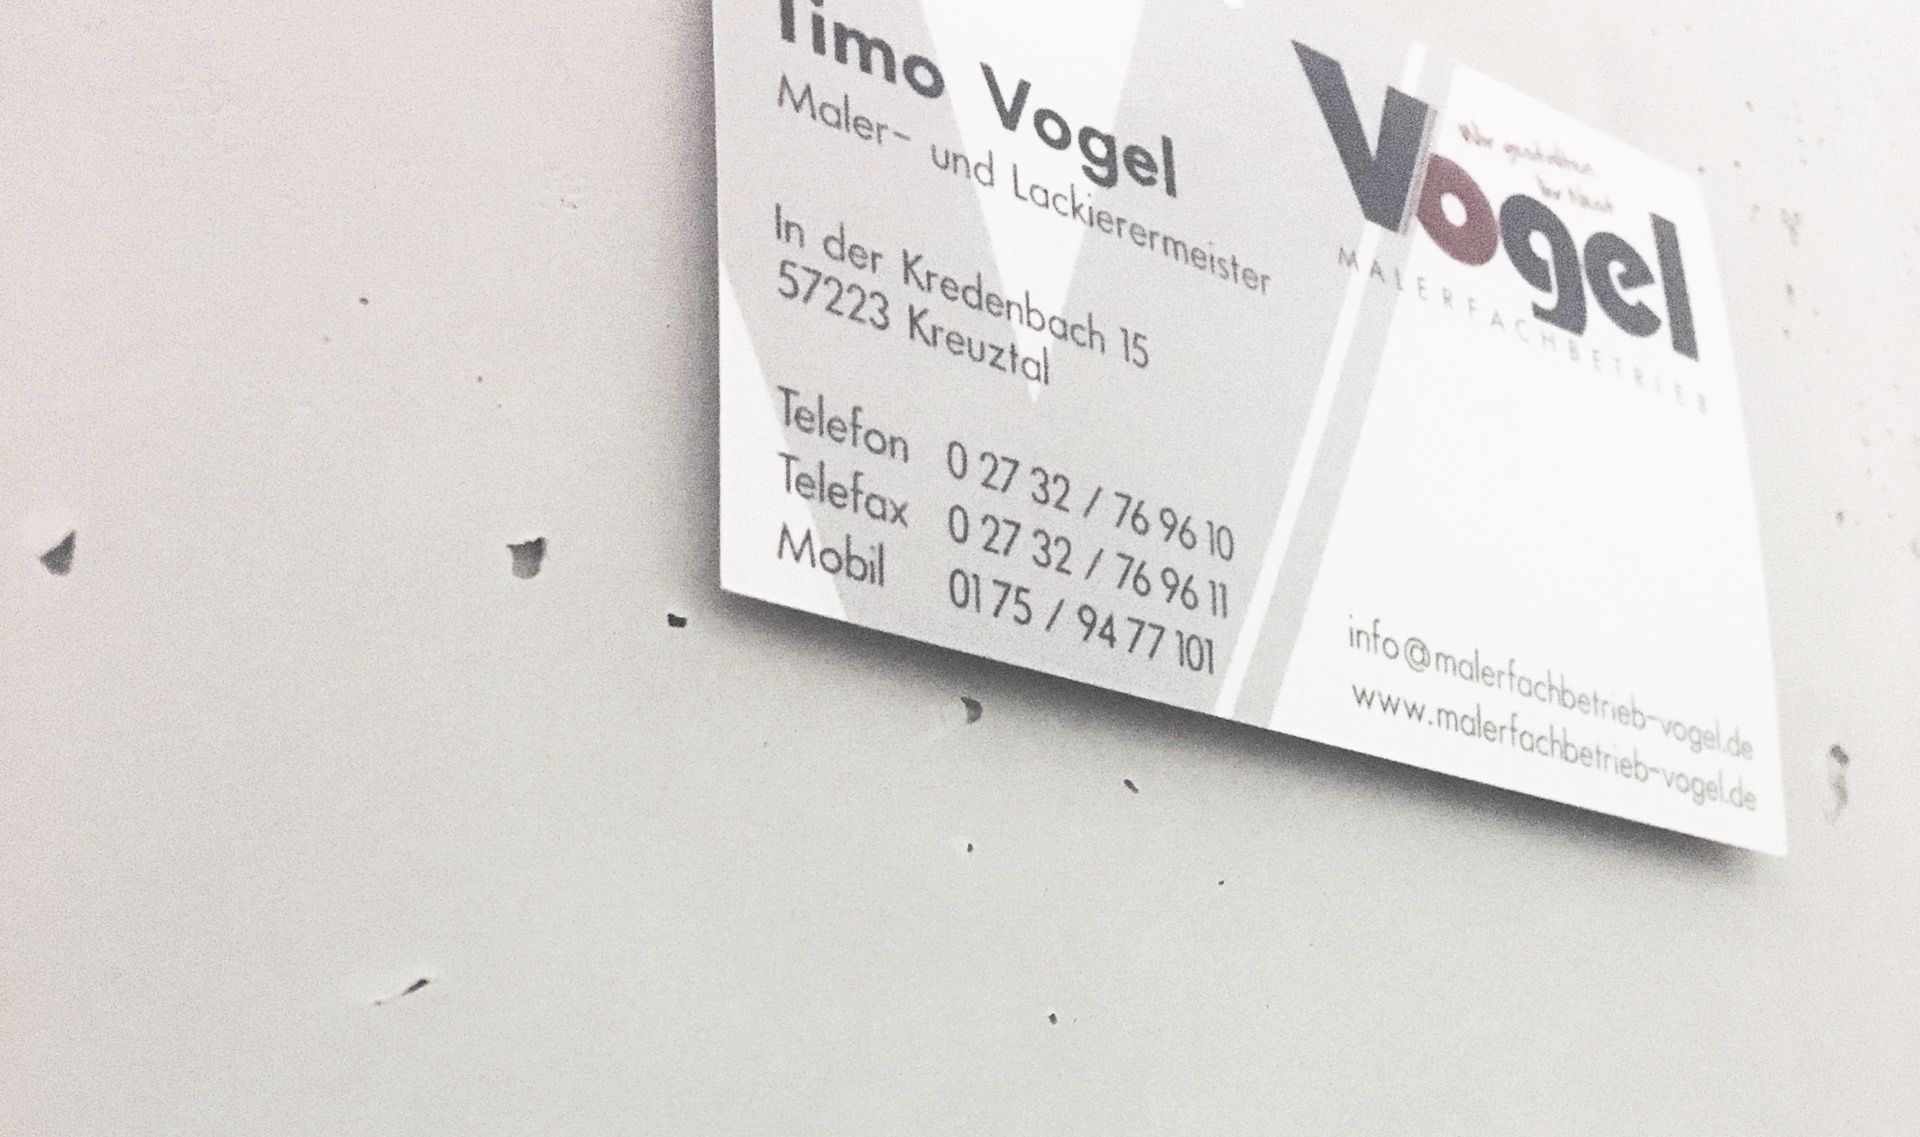 Timo Vogel
Maler- und Lackierermeister
In der Kredenbach 15
57223 Kreuztal
Telefon 0 27 32 / 76 96 10
Telefax 0 27 32 / 76 96 11
Mobil 01 75 / 94 77 101
Vogel
MALERFACHBETRIEB
info@malerfachbetrieb-vogel.de
www.malerfachbetrieb-vogel.de